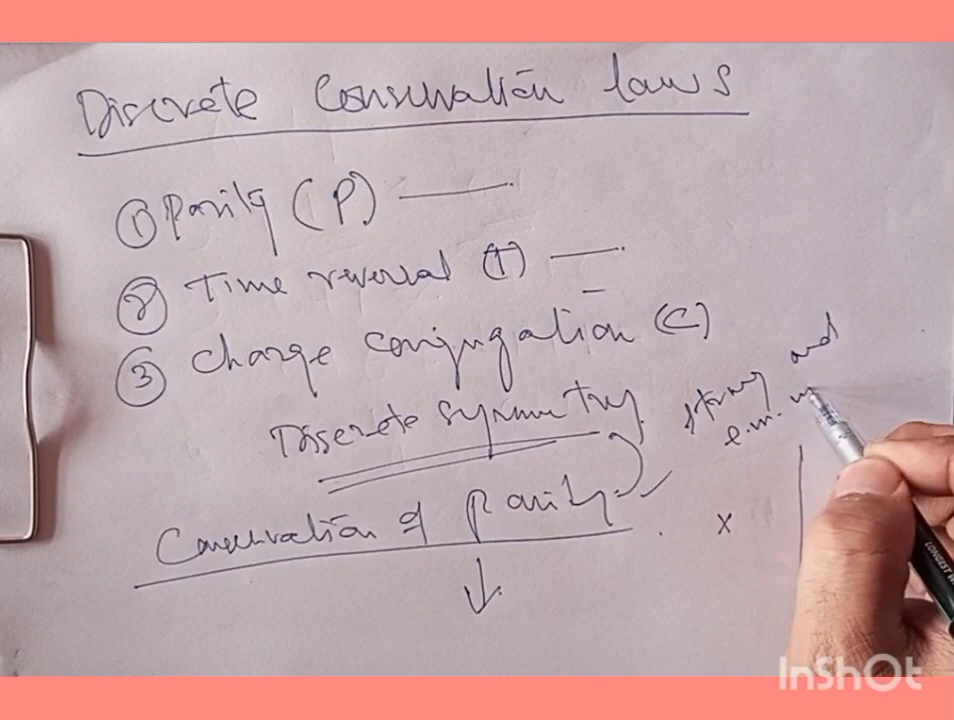 Discrete Conservation laws
① Parity (P)
② Time reversal (T)
③ Charge conjugation (C)
Discrete Symmetry
strong and
e.m.
Conservation of Parity
x
LONGEST
InShOt